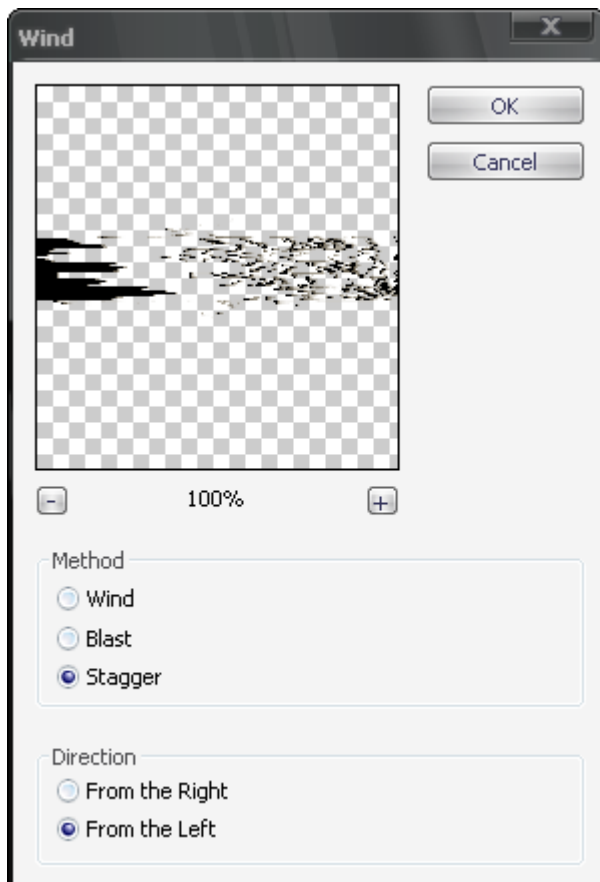 Wind
X
OK
Cancel
- 100% +
Method
Wind
Blast
Stagger
Direction
From the Right
From the Left